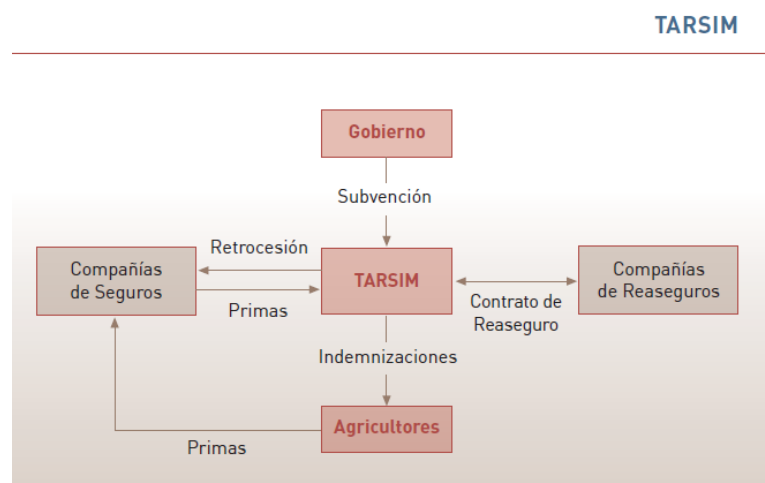 TARSIM
Gobierno
Subvención
Retrocesión
Compañías
de Seguros
Primas
TARSIM
Contrato de
Reaseguro
Compañías
de Reaseguros
Indemnizaciones
Agricultores
Primas